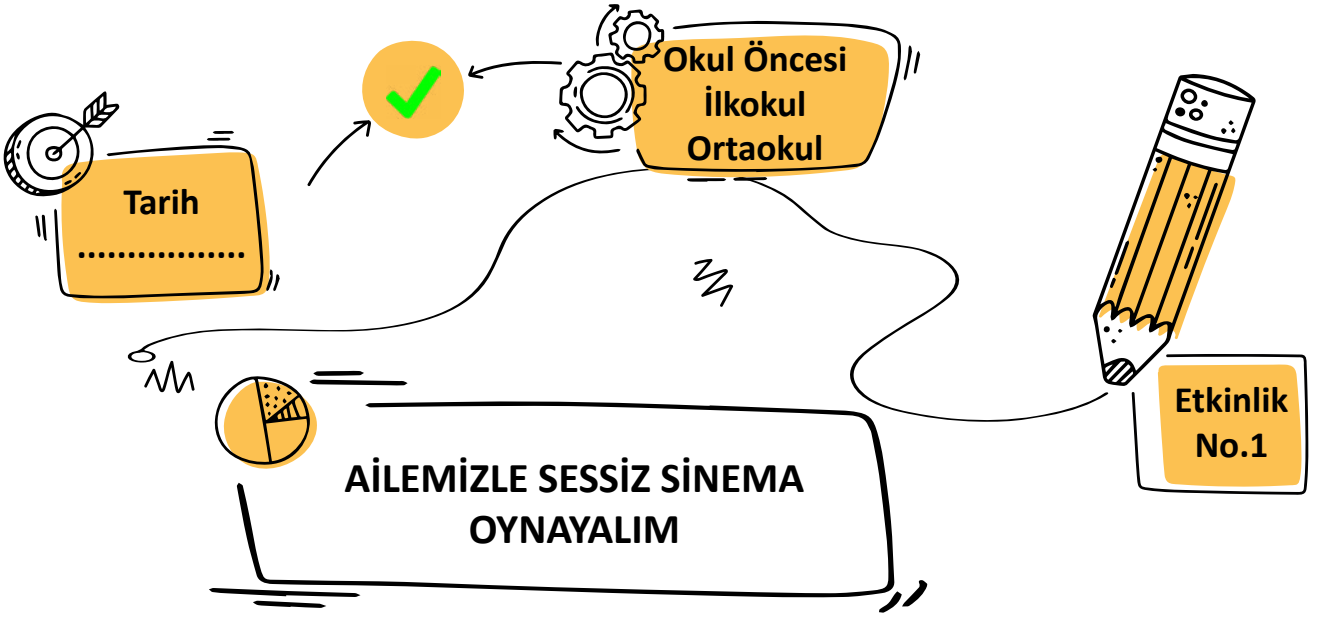 Okul Öncesi
İlkokul
Ortaokul
Tarih
.................
Etkinlik
No.1
AİLEMİZLE SESSİZ SİNEMA
OYNAYALIM